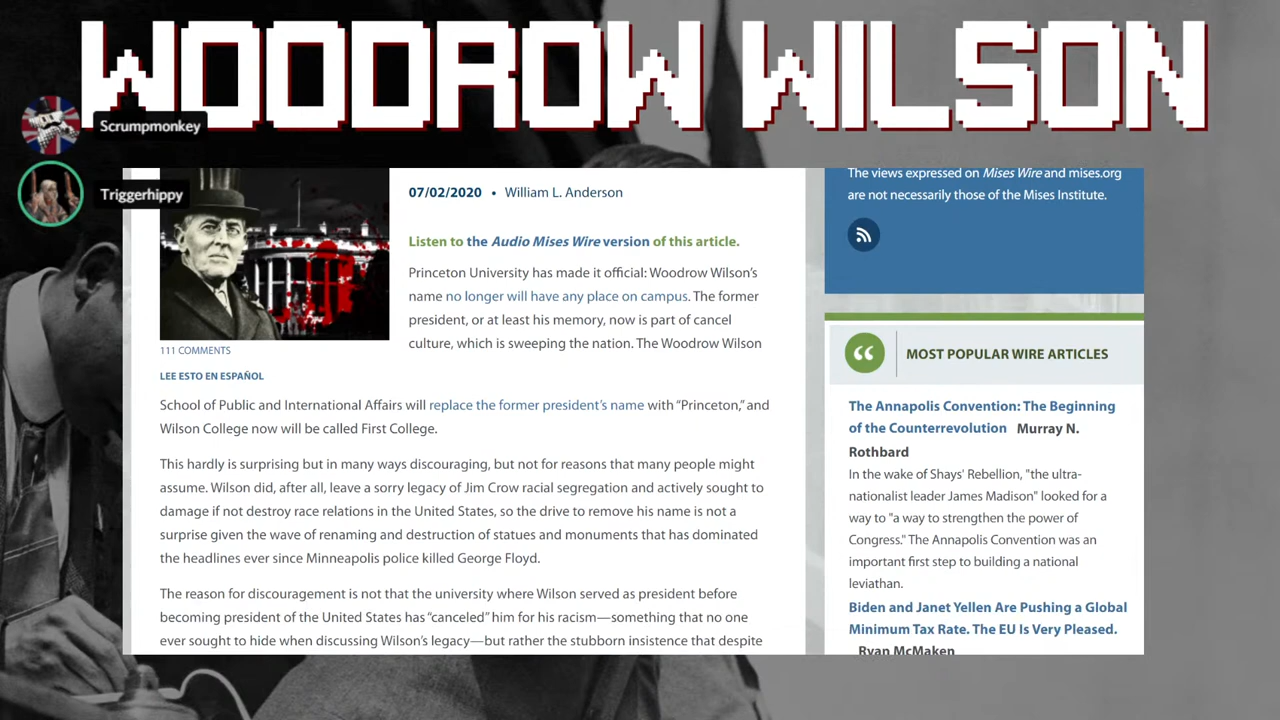 WOODROW WILSON
Scrumpmonkey
Triggerhippy
07/02/2020 • William L. Anderson
Listen to the Audio Mises Wire version of this article.
Princeton University has made it official: Woodrow Wilson's
name no longer will have any place on campus. The former
president, or at least his memory, now is part of cancel
culture, which is sweeping the nation. The Woodrow Wilson
111 COMMENTS
LEE ESTO EN ESPAÑOL
School of Public and International Affairs will replace the former president's name with “Princeton,” and
Wilson College now will be called First College.
This hardly is surprising but in many ways discouraging, but not for reasons that many people might
assume. Wilson did, after all, leave a sorry legacy of Jim Crow racial segregation and actively sought to
damage if not destroy race relations in the United States, so the drive to remove his name is not a
surprise given the wave of renaming and destruction of statues and monuments that has dominated
the headlines ever since Minneapolis police killed George Floyd.
The reason for discouragement is not that the university where Wilson served as president before
becoming president of the United States has “canceled” him for his racism—something that no one
ever sought to hide when discussing Wilson's legacy—but rather the stubborn insistence that despite
The views expressed on Mises Wire and mises.org
are not necessarily those of the Mises Institute.
MOST POPULAR WIRE ARTICLES
The Annapolis Convention: The Beginning
of the Counterrevolution Murray N.
Rothbard
In the wake of Shays' Rebellion, "the ultra-
nationalist leader James Madison" looked for a
way to "a way to strengthen the power of
Congress." The Annapolis Convention was an
important first step to building a national
leviathan.
Biden and Janet Yellen Are Pushing a Global
Minimum Tax Rate. The EU Is Very Pleased.
Ryan McMaken